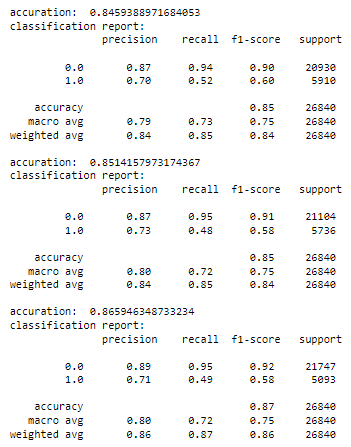 accuration:  0.8459388971684053
classification report:
              precision    recall  f1-score   support

         0.0       0.87      0.94      0.90     20930
         1.0       0.70      0.52      0.60      5910

    accuracy                           0.85     26840
   macro avg       0.79      0.73      0.75     26840
weighted avg       0.84      0.85      0.84     26840

accuration:  0.8514157973174367
classification report:
              precision    recall  f1-score   support

         0.0       0.87      0.95      0.91     21104
         1.0       0.73      0.48      0.58      5736

    accuracy                           0.85     26840
   macro avg       0.80      0.72      0.75     26840
weighted avg       0.84      0.85      0.84     26840

accuration:  0.865946348733234
classification report:
              precision    recall  f1-score   support

         0.0       0.89      0.95      0.92     21747
         1.0       0.71      0.49      0.58      5093

    accuracy                           0.87     26840
   macro avg       0.80      0.72      0.75     26840
weighted avg       0.86      0.87      0.86     26840